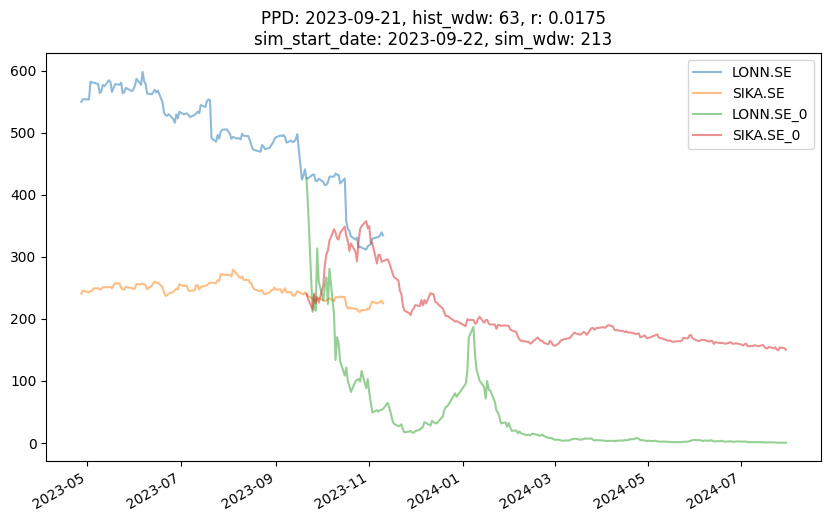 PPD: 2023-09-21, hist_wdw: 63, r: 0.0175
sim_start_date: 2023-09-22, sim_wdw: 213
LONN.SE
SIKA.SE
LONN.SE_0
SIKA.SE_0
600
500
400
300
200
100
0
2023-05
2023-07
2023-09
2023-11
2024-01
2024-03
2024-05
2024-07